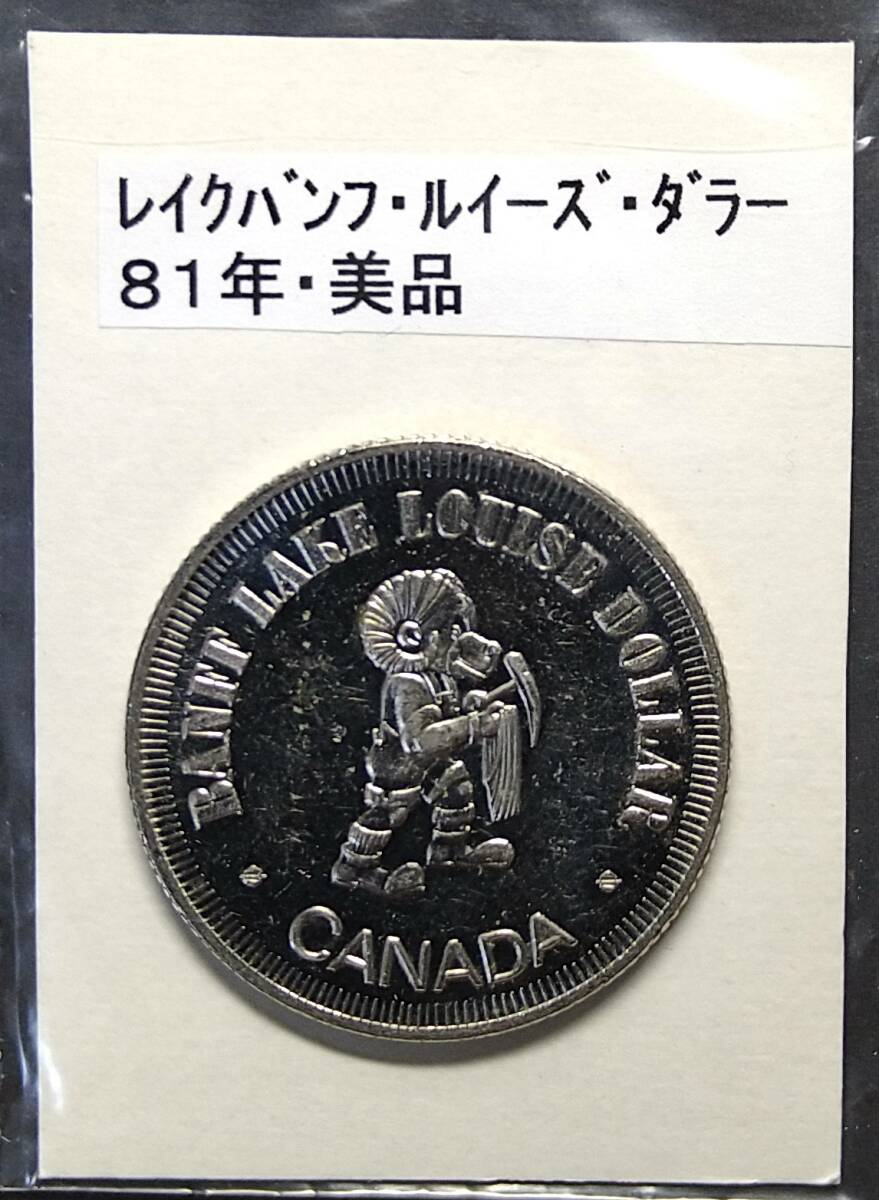 ﾚｲｸﾊﾞﾝﾌ・ﾙｲｰｽﾞ・ﾀﾞﾗｰ
８１年・美品
BANFF LAKE LOUISE DOLLAR
CANADA